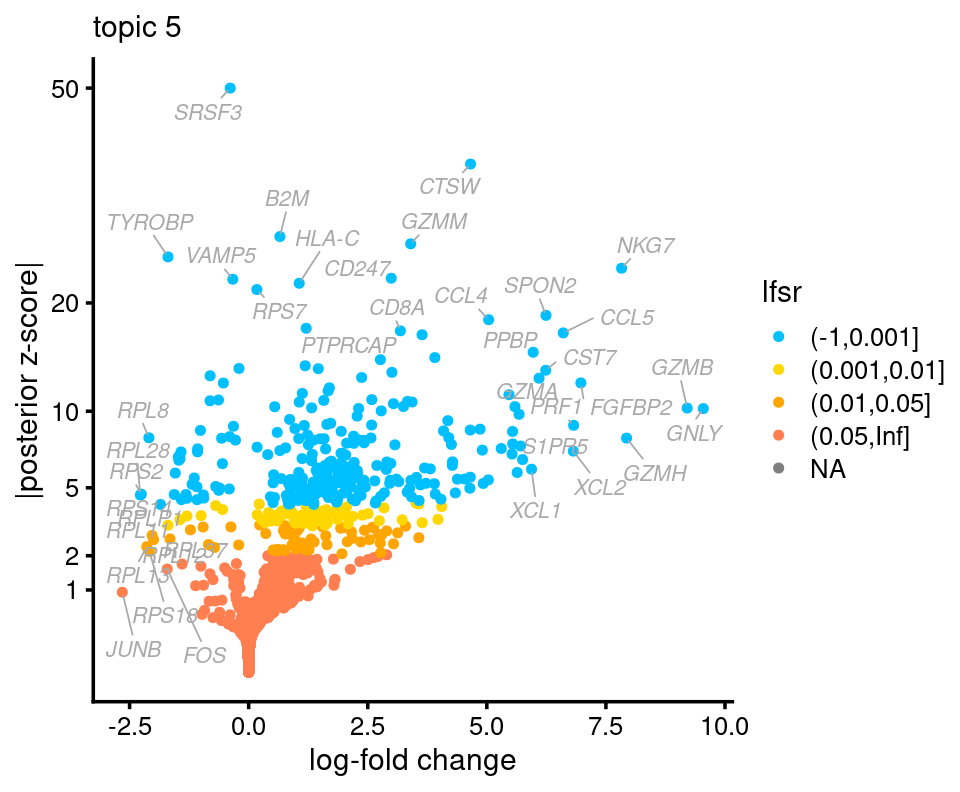 topic 5
50
SRSF3
CTSW
B2M
TYROBP
GZMM
HLA-C
NKG7
VAMP5
CD247
SPON2
CCL4
20
RPS7
CD8A
CCL5
PTPRCAP
PPBP
CST7
GZMB
GZMA
PRF1
FGFBP2
10
RPL8
GNLY
RPL28
S1PR5
RPS2
GZMH
5
XCL2
XCL1
RPL11
2
RPL13
1
RPS18
JUNB
FOS
-2.5
0.0
2.5
5.0
7.5
10.0
log-fold change
|posterior z-score|
lfsr
(-1,0.001]
(0.001,0.01]
(0.01,0.05]
(0.05,Inf]
NA